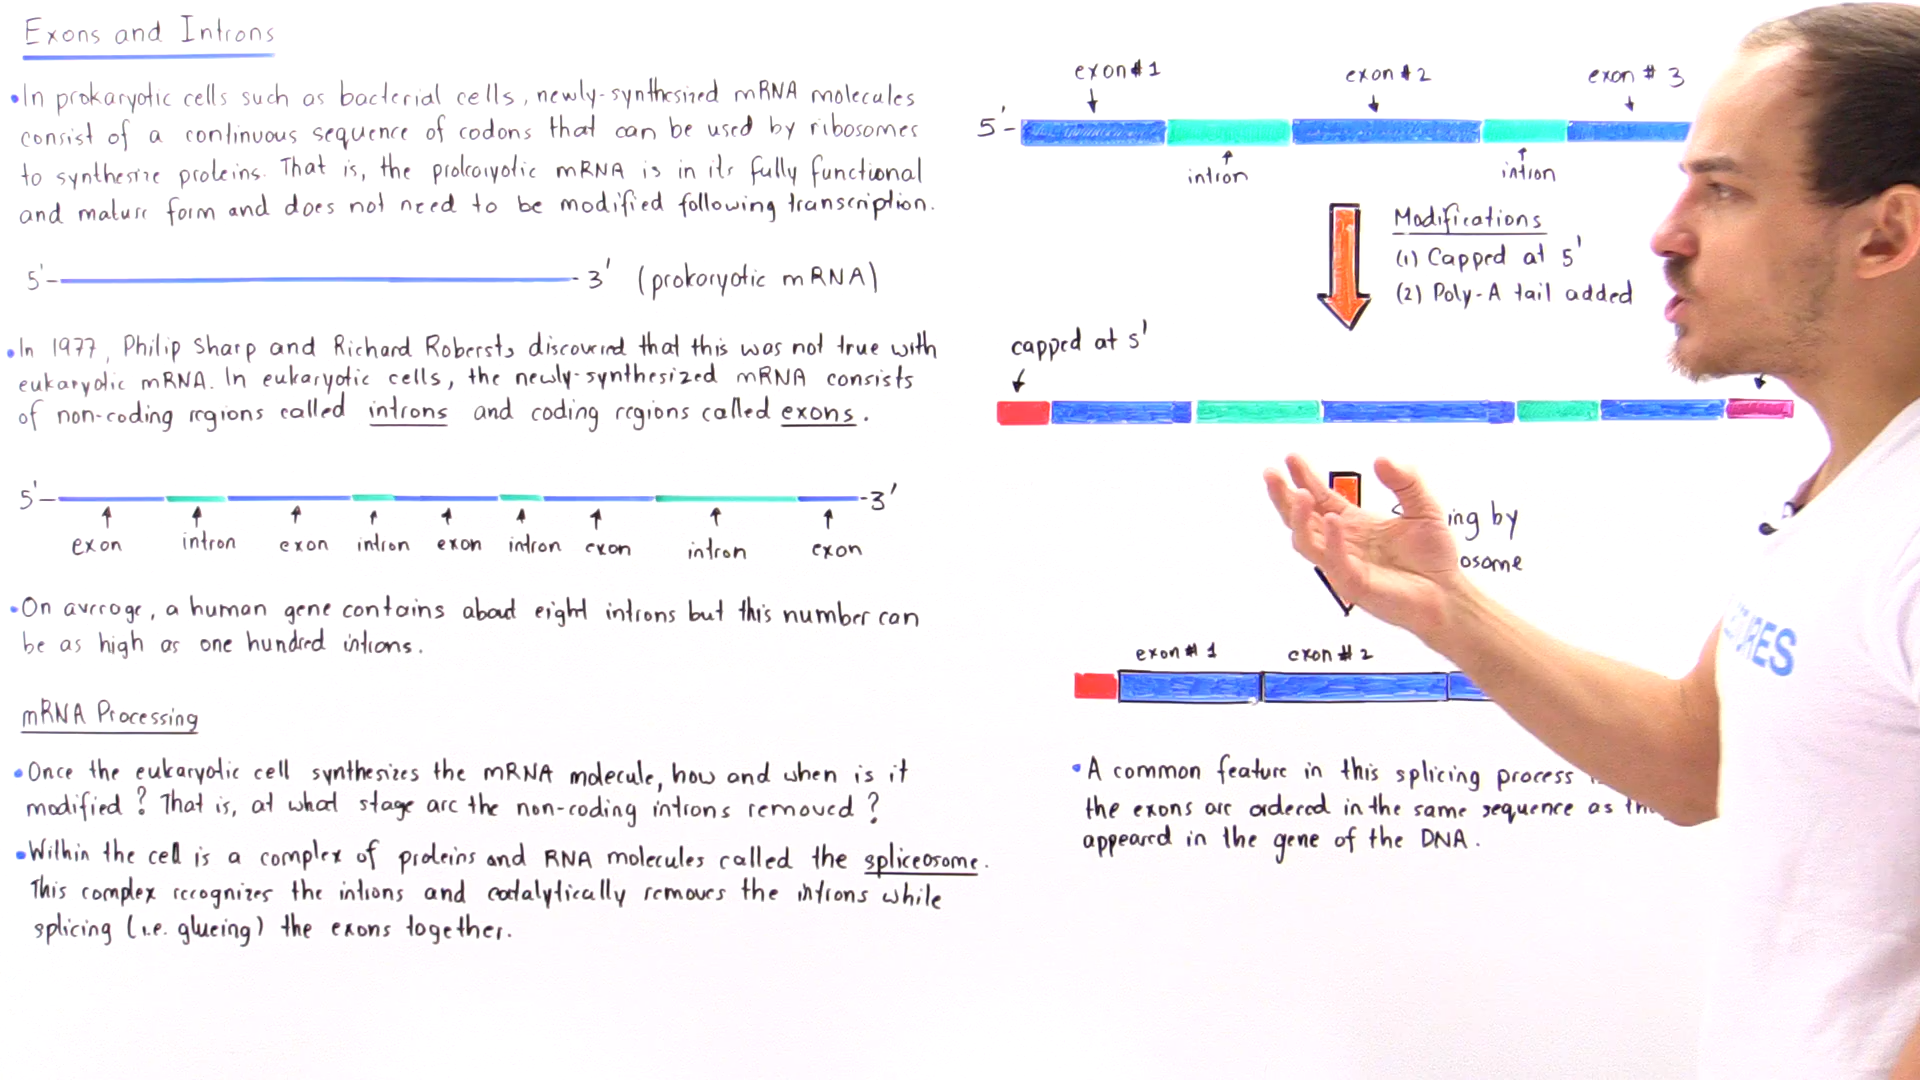 Exons and Introns
•In prokaryotic cells such as bacterial cells, newly-synthesized mRNA molecules
consist of a continuous sequence of codons that can be used by ribosomes
to synthesize proteins. That is, the prokaryotic mRNA is in its fully functional
and mature form and does not need to be modified following transcription.
5'- -3' (prokaryotic mRNA)
•In 1977, Philip Sharp and Richard Robersts discovered that this was not true with
eukaryotic mRNA. In eukaryotic cells, the newly-synthesized mRNA consists
of non-coding regions called introns and coding regions called exons.
5'- -3'
exon intron exon intron exon intron exon intron exon
•On average, a human gene contains about eight introns but this number can
be as high as one hundred introns.
mRNA Processing
•Once the eukaryotic cell synthesizes the mRNA molecule, how and when is it
modified? That is, at what stage are the non-coding introns removed?
•Within the cell is a complex of proteins and RNA molecules called the spliceosome.
This complex recognizes the introns and catalytically removes the introns while
splicing (i.e. glueing) the exons together.
exon #1 exon #2 exon #3
5'-
intron intron
Modifications
(1) Capped at 5'
(2) Poly-A tail added
capped at 5'
ing by
osome
exon #1 exon #2
•A common feature in this splicing process
the exons are ordered in the same sequence as
appeared in the gene of the DNA.
URES